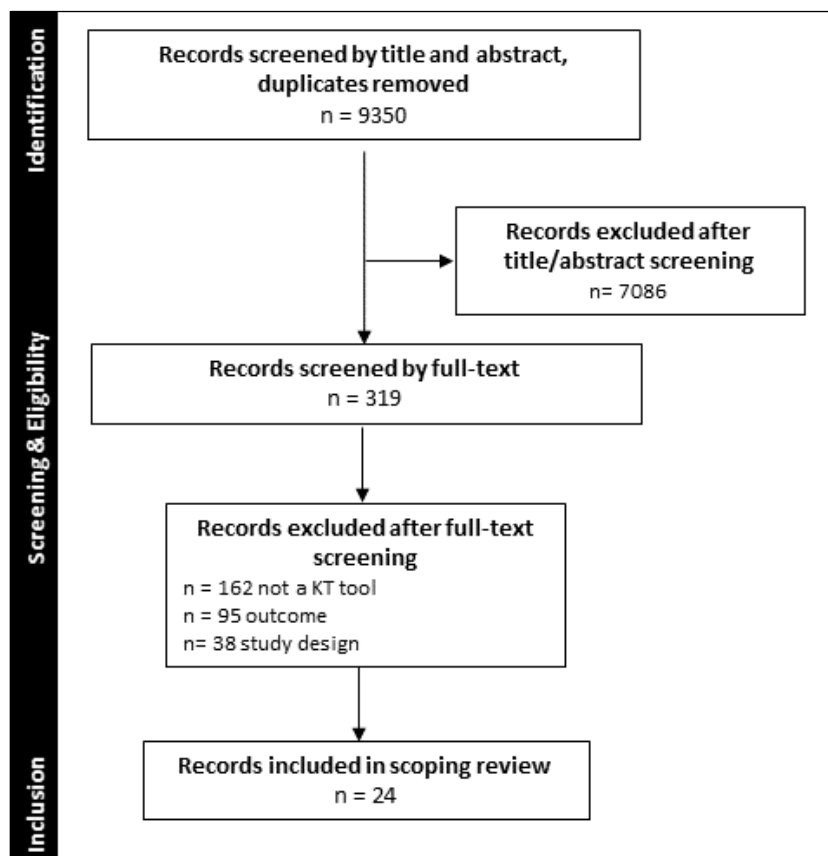 Identification
Records screened by title and abstract,
duplicates removed
n = 9350
Records excluded after
title/abstract screening
n= 7086
Screening & Eligibility
Records screened by full-text
n = 319
Records excluded after full-text
screening
n = 162 not a KT tool
n = 95 outcome
n= 38 study design
Inclusion
Records included in scoping review
n = 24